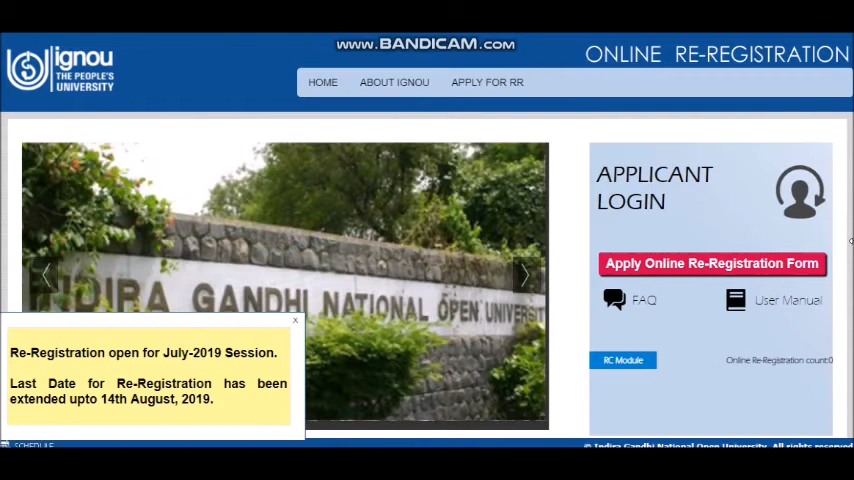 www.BANDICAM.com
ignou
THE PEOPLE'S
UNIVERSITY
ONLINE RE-REGISTRATION
HOME ABOUT IGNOU APPLY FOR RR
APPLICANT
LOGIN
Apply Online Re-Registration Form
FAQ User Manual
RC Module Online Re-Registration count:0
INDIRA GANDHI NATIONAL OPEN UNIVERSIT
x
Re-Registration open for July-2019 Session.
Last Date for Re-Registration has been
extended upto 14th August, 2019.
SCHEDULE
© Indira Gandhi National Open University. All rights reserved